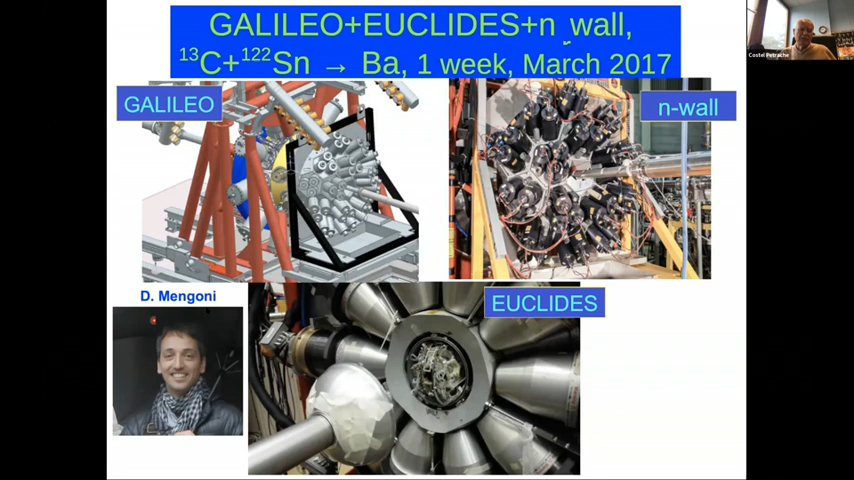 GALILEO+EUCLIDES+n wall,
¹³C+¹²²Sn → Ba, 1 week, March 2017
GALILEO
n-wall
D. Mengoni
EUCLIDES
Costel Petrache